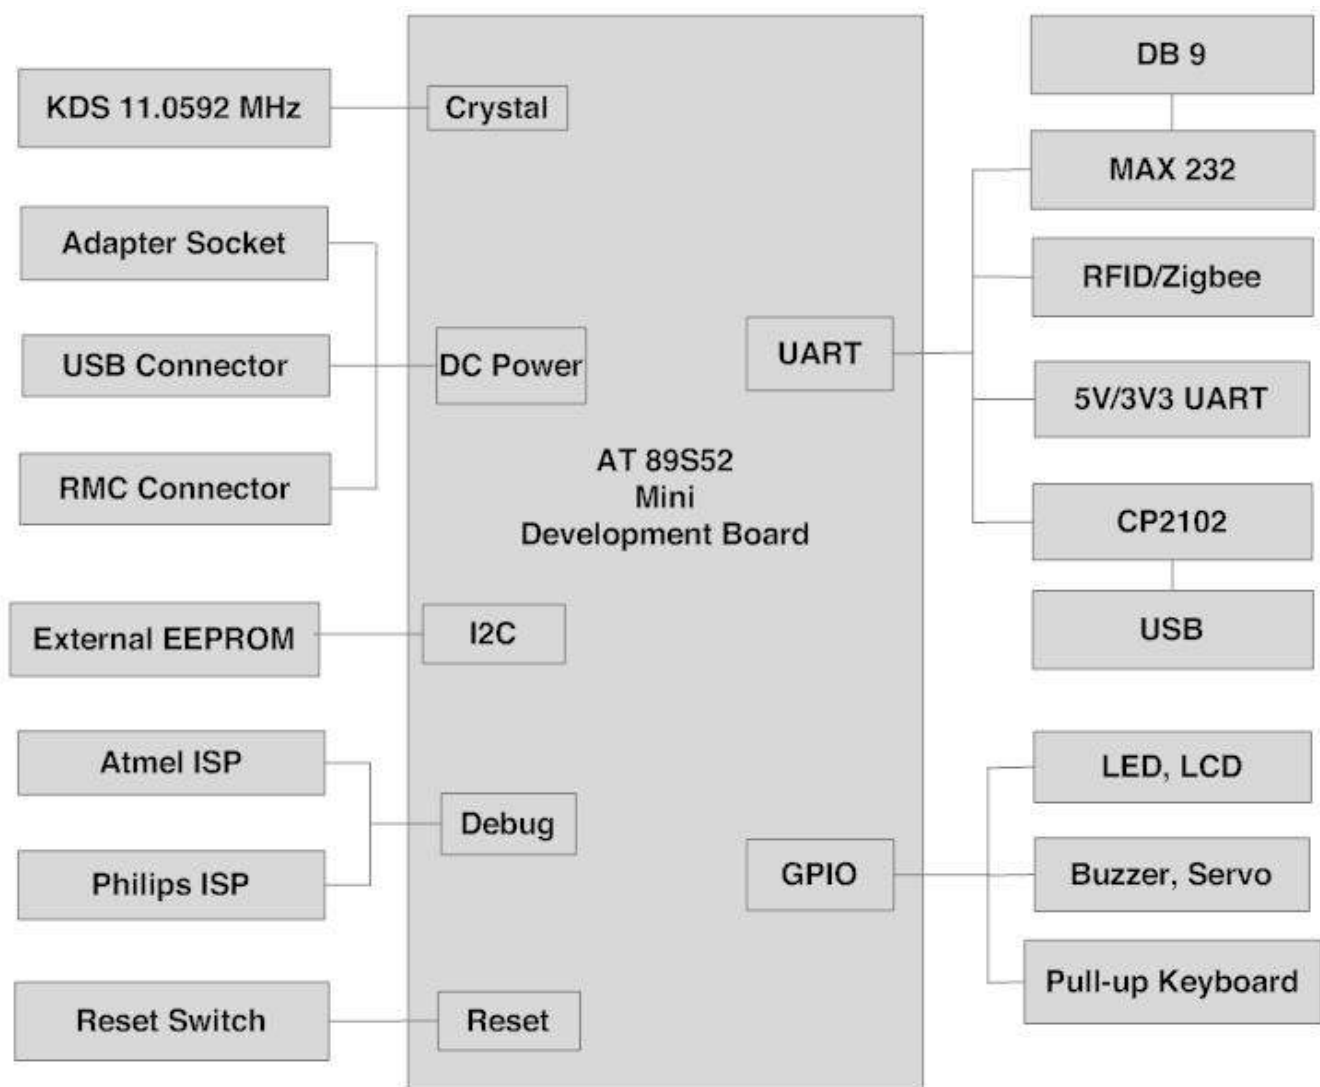 KDS 11.0592 MHz
Crystal
Adapter Socket
USB Connector
DC Power
RMC Connector
External EEPROM
I2C
Atmel ISP
Debug
Philips ISP
Reset Switch
Reset
AT 89S52
Mini
Development Board
UART
GPIO
DB 9
MAX 232
RFID/Zigbee
5V/3V3 UART
CP2102
USB
LED, LCD
Buzzer, Servo
Pull-up Keyboard